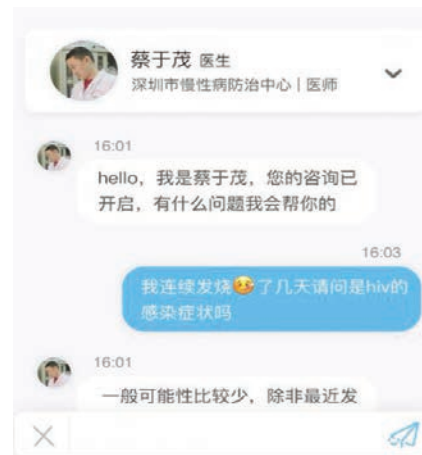 蔡于茂 医生
深圳市慢性病防治中心 | 医师
16:01
hello，我是蔡于茂，您的咨询已
开启，有什么问题我会帮你的
16:03
我连续发烧🤒了几天请问是hiv的
感染症状吗
16:01
一般可能性比较少，除非最近发